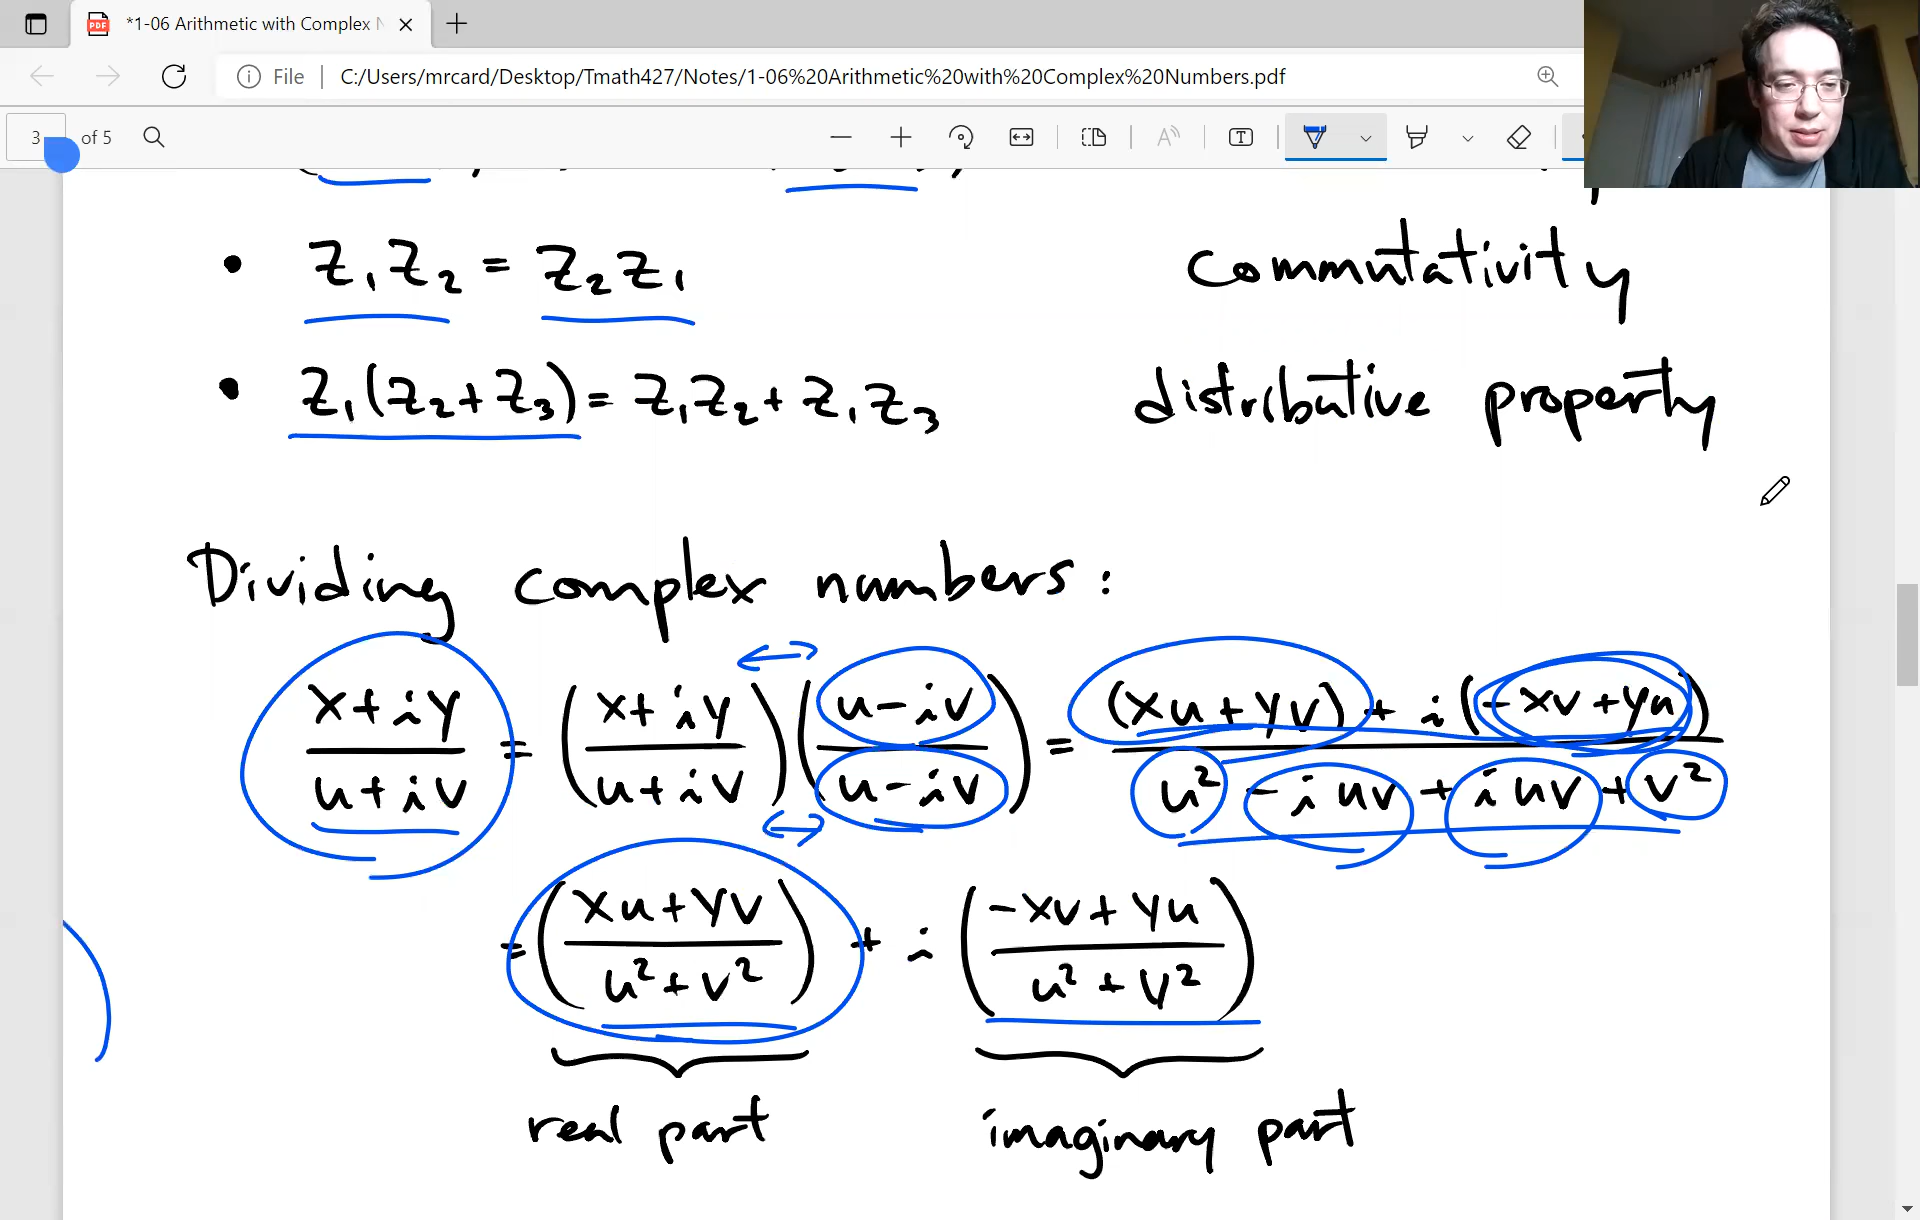 *1-06 Arithmetic with Complex N
File | C:/Users/mrcard/Desktop/Tmath427/Notes/1-06%20Arithmetic%20with%20Complex%20Numbers.pdf
3 of 5
• z₁z₂ = z₂z₁ commutativity
• z₁(z₂+z₃) = z₁z₂ + z₁z₃ distributive property
Dividing complex numbers:
(x+iy)/(u+iv) = ((x+iy)/(u+iv)) ((u-iv)/(u-iv)) = ((xu+yv) + i(-xv+yu))/(u² - iuv + iuv + v²)
= ((xu+yv)/(u²+v²)) + i((-xv+yu)/(u²+v²))
real part imaginary part